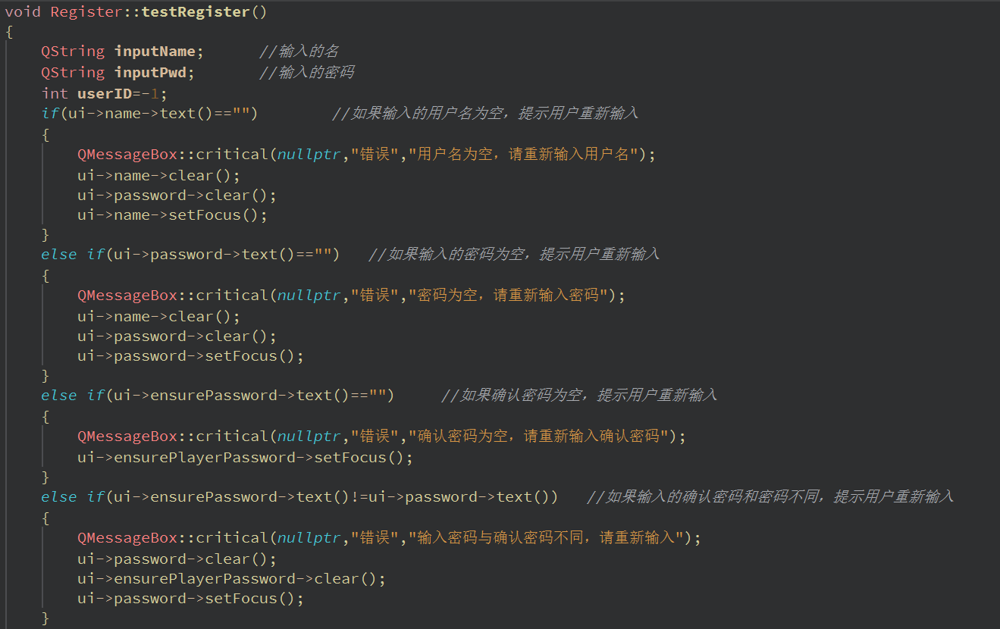 void Register::testRegister()
{
    QString inputName;      //输入的名
    QString inputPwd;       //输入的密码
    int userID=-1;
    if(ui->name->text()=="")        //如果输入的用户名为空，提示用户重新输入
    {
        QMessageBox::critical(nullptr,"错误","用户名为空，请重新输入用户名");
        ui->name->clear();
        ui->password->clear();
        ui->name->setFocus();
    }
    else if(ui->password->text()=="")   //如果输入的密码为空，提示用户重新输入
    {
        QMessageBox::critical(nullptr,"错误","密码为空，请重新输入密码");
        ui->name->clear();
        ui->password->clear();
        ui->password->setFocus();
    }
    else if(ui->ensurePassword->text()=="")     //如果确认密码为空，提示用户重新输入
    {
        QMessageBox::critical(nullptr,"错误","确认密码为空，请重新输入确认密码");
        ui->ensurePlayerPassword->setFocus();
    }
    else if(ui->ensurePassword->text()!=ui->password->text())   //如果输入的确认密码和密码不同，提示用户重新输入
    {
        QMessageBox::critical(nullptr,"错误","输入密码与确认密码不同，请重新输入");
        ui->password->clear();
        ui->ensurePlayerPassword->clear();
        ui->password->setFocus();
    }